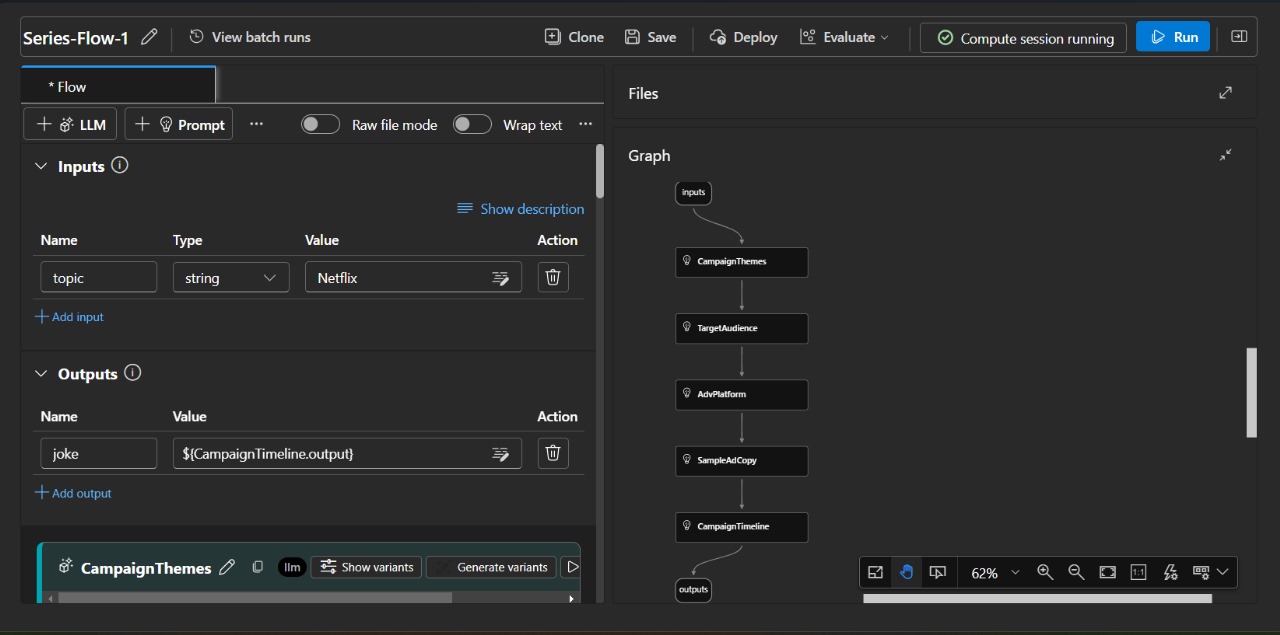 Series-Flow-1
View batch runs
Clone
Save
Deploy
Evaluate
Compute session running
Run
* Flow
LLM
Prompt
...
Raw file mode
Wrap text
...
Inputs
Show description
Name Type Value Action
topic string Netflix
+ Add input
Outputs
Name Value Action
joke ${CampaignTimeline.output}
+ Add output
CampaignThemes
llm
Show variants
Generate variants
Files
Graph
inputs
CampaignThemes
TargetAudience
AdvPlatform
SampleAdCopy
CampaignTimeline
outputs
62%
1:1